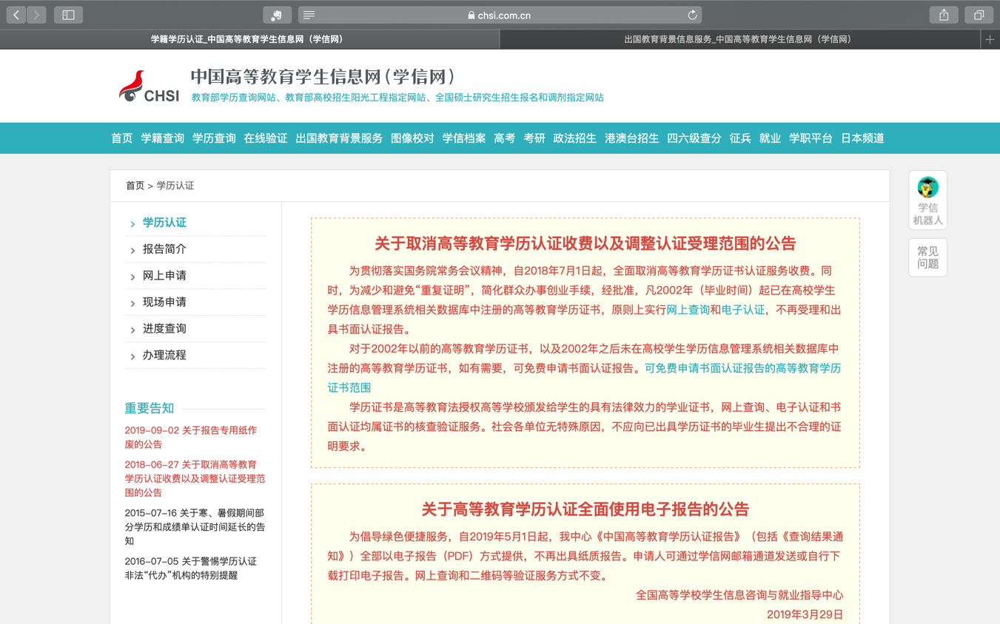 chsi.com.cn
学籍学历认证_中国高等教育学生信息网（学信网）
出国教育背景信息服务_中国高等教育学生信息网（学信网）
CHSI
中国高等教育学生信息网(学信网)
教育部学历查询网站、教育部高校招生阳光工程指定网站、全国硕士研究生招生报名和调剂指定网站
首页 学籍查询 学历查询 在线验证 出国教育背景服务 图像校对 学信档案 高考 考研 政法招生 港澳台招生 四六级查分 征兵 就业 学职平台 日本频道
首页 > 学历认证
学历认证
报告简介
网上申请
现场申请
进度查询
办理流程
重要告知
2019-09-02 关于报告专用纸作
废的公告
2018-06-27 关于取消高等教育
学历认证收费以及调整认证受理范
围的公告
2015-07-16 关于寒、暑假期间部
分学历和成绩单认证时间延长的告
知
2016-07-05 关于警惕学历认证
非法“代办”机构的特别提醒
关于取消高等教育学历认证收费以及调整认证受理范围的公告
为贯彻落实国务院常务会议精神，自2018年7月1日起，全面取消高等教育学历证书认证服务收费。同
时，为减少和避免“重复证明”，简化群众办事创业手续，经批准，凡2002年（毕业时间）起已在高校学生
学历信息管理系统相关数据库中注册的高等教育学历证书，原则上实行网上查询和电子认证，不再受理和出
具书面认证报告。
对于2002年以前的高等教育学历证书，以及2002年之后未在高校学生学历信息管理系统相关数据库中
注册的高等教育学历证书，如有需要，可免费申请书面认证报告。可免费申请书面认证报告的高等教育学历
证书范围
学历证书是高等教育法授权高等学校颁发给学生的具有法律效力的学业证书，网上查询、电子认证和书
面认证均属证书的核查验证服务。社会各单位无特殊原因，不应向已出具学历证书的毕业生提出不合理的证
明要求。
关于高等教育学历认证全面使用电子报告的公告
为倡导绿色便捷服务，自2019年5月1日起，我中心《中国高等教育学历认证报告》（包括《查询结果通
知》）全部以电子报告（PDF）方式提供，不再出具纸质报告。申请人可通过学信网邮箱通道发送或自行下
载打印电子报告。网上查询和二维码等验证服务方式不变。
全国高等学校学生信息咨询与就业指导中心
2019年3月29日
学信
机器人
常见
问题